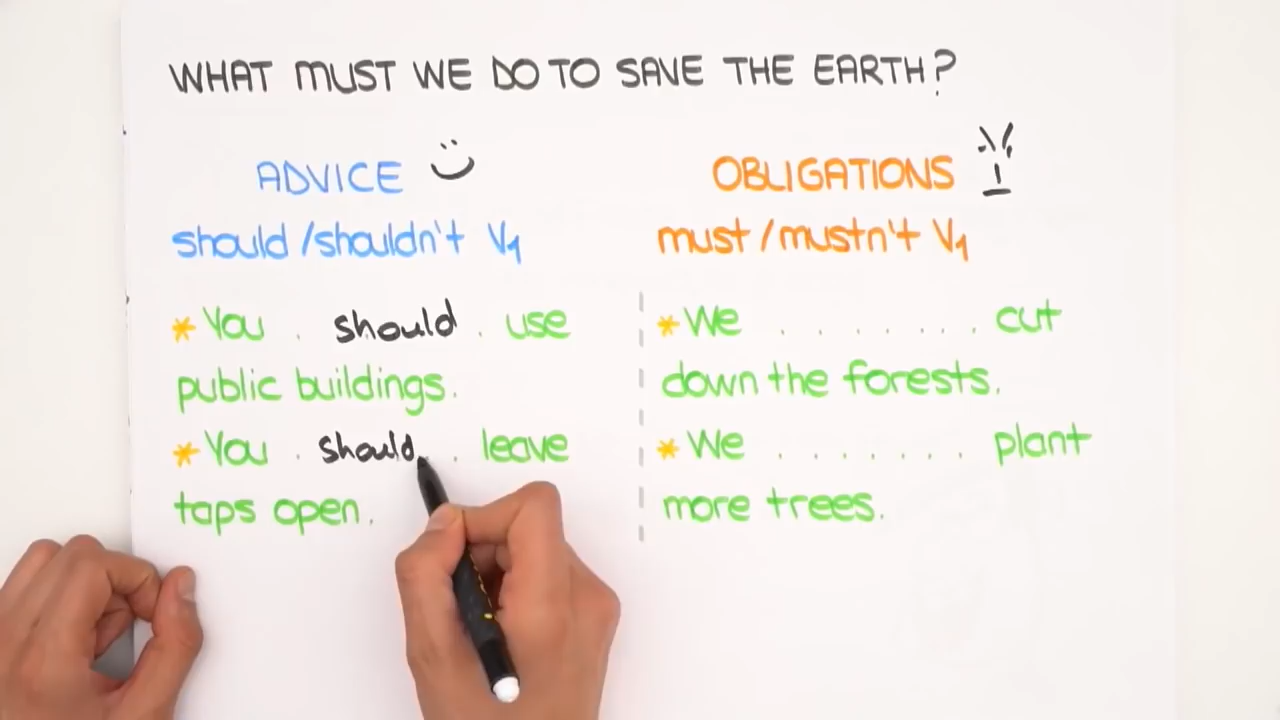 WHAT MUST WE DO TO SAVE THE EARTH?
ADVICE
should/shouldn't V1
* You . should . use
public buildings.
* You . should . leave
taps open.
OBLIGATIONS
must/mustn't V1
* We . . . . . . . cut
down the forests.
* We . . . . . . . plant
more trees.